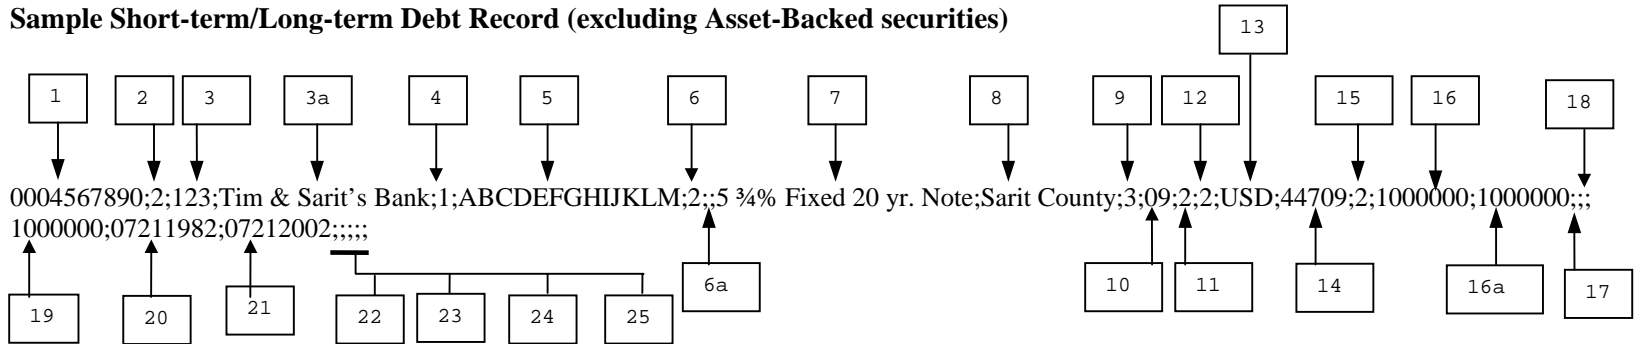 Sample Short-term/Long-term Debt Record (excluding Asset-Backed securities)
13
1 2 3 3a 4 5 6 7 8 9 12 15 16 18
0004567890;2;123;Tim & Sarit's Bank;1;ABCDEFGHIJKLM;2;;5 ¾% Fixed 20 yr. Note;Sarit County;3;09;2;2;USD;44709;2;1000000;1000000;;;
1000000;07211982;07212002;;;;;
19 20 21 22 23 24 25 6a 10 11 14 16a 17